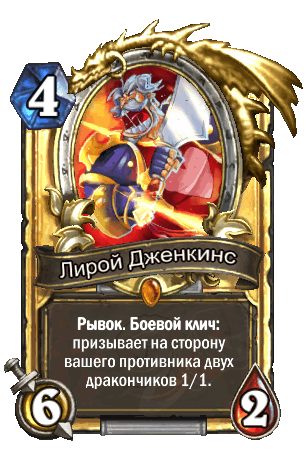 4
Лирой Дженкинс
Рывок. Боевой клич:
призывает на сторону
вашего противника двух
дракончиков 1/1.
6
2